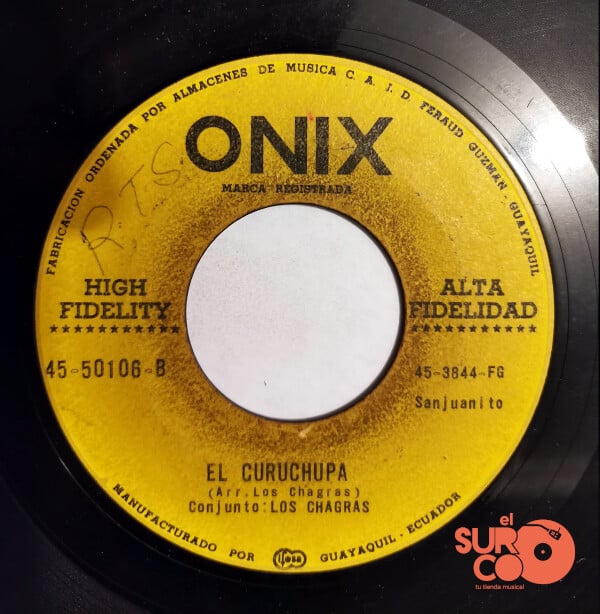 FABRICACION ORDENADA POR ALMACENES DE MUSICA C. A. J. D FERAUD GUZMAN - GUAYAQUIL
ONIX
MARCA REGISTRADA
RTS
HIGH
FIDELITY
ALTA
FIDELIDAD
45-50106-B
45-3844-FG
Sanjuanito
EL CURUCHUPA
(Arr. Los Chagras)
Conjunto: LOS CHAGRAS
MANUFACTURADO POR
GUAYAQUIL - ECUADOR
el
SURCO
tu tienda musical